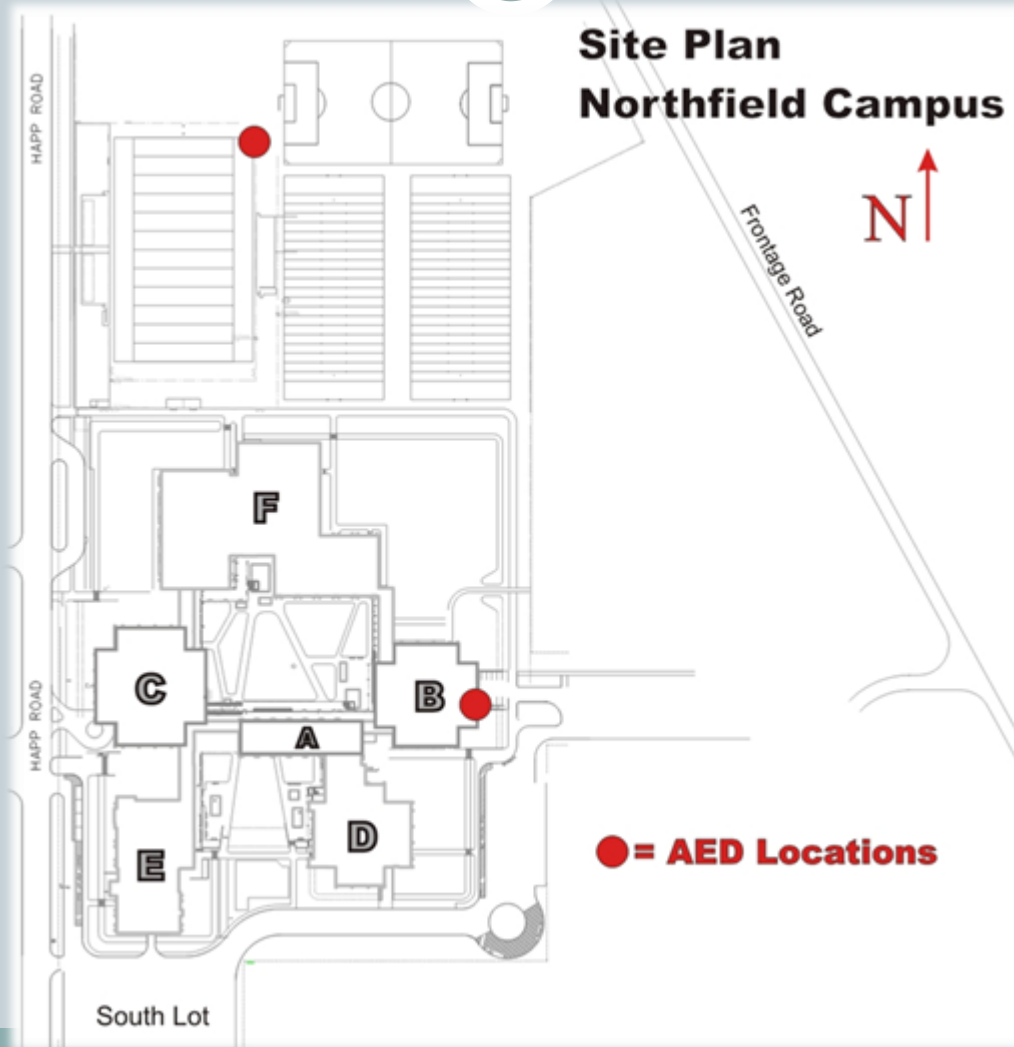 Site Plan
Northfield Campus
HAPP ROAD
N
Frontage Road
F
C
B
A
HAPP ROAD
D
E
= AED Locations
South Lot